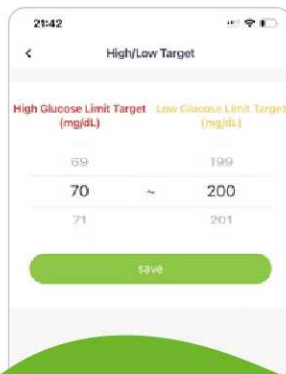 21:42
High/Low Target
High Glucose Limit Target Low Glucose Limit Target
(mg/dL) (mg/dL)
69 199
70 ~ 200
71 201
save